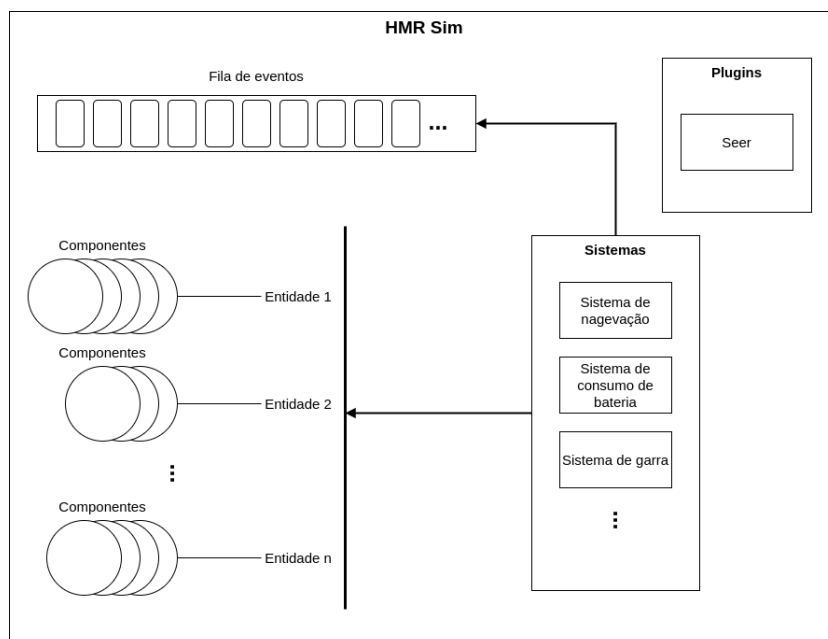 HMR Sim
Fila de eventos
...
Plugins
Seer
Componentes
Entidade 1
Componentes
Entidade 2
...
Componentes
Entidade n
Sistemas
Sistema de
nagevação
Sistema de
consumo de
bateria
Sistema de garra
...